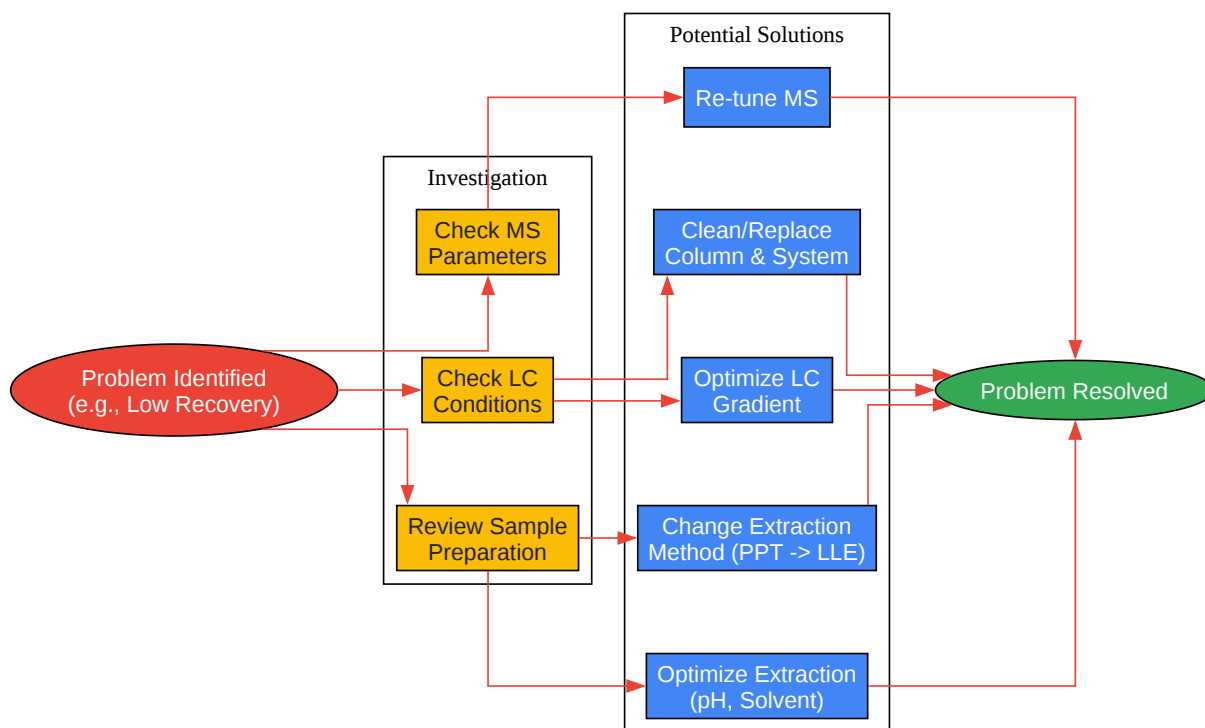 Potential Solutions
Re-tune MS
Investigation
Check MS
Parameters
Clean/Replace
Column & System
Problem Identified
(e.g., Low Recovery)
Check LC
Conditions
Optimize LC
Gradient
Problem Resolved
Review Sample
Preparation
Change Extraction
Method (PPT -> LLE)
Optimize Extraction
(pH, Solvent)